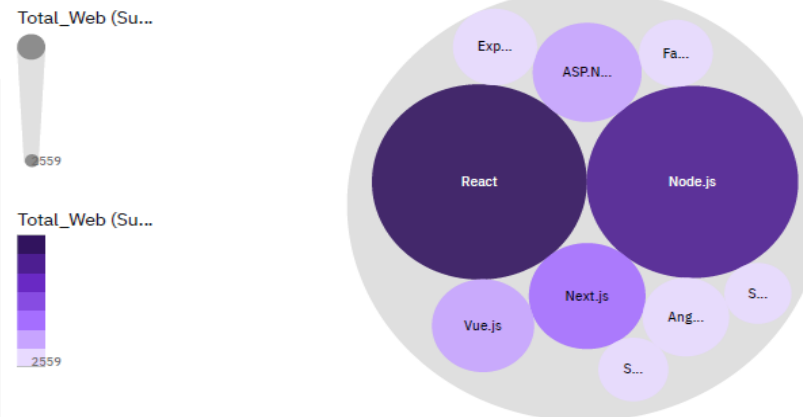 Total_Web (Su...
2559
Total_Web (Su...
2559
Exp...
ASP.N...
Fa...
React
Node.js
Next.js
Vue.js
Ang...
S...
S...